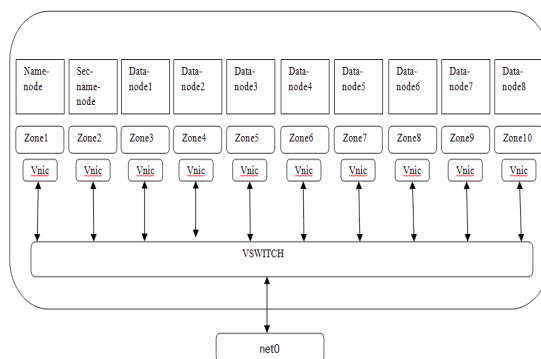 Name-
node
Sec-
name-
node
Data-
node1
Data-
node2
Data-
node3
Data-
node4
Data-
node5
Data-
node6
Data-
node7
Data-
node8
Zone1
Zone2
Zone3
Zone4
Zone5
Zone6
Zone7
Zone8
Zone9
Zone10
Vnic
Vnic
Vnic
Vnic
Vnic
Vnic
Vnic
Vnic
Vnic
Vnic
VSWITCH
net0